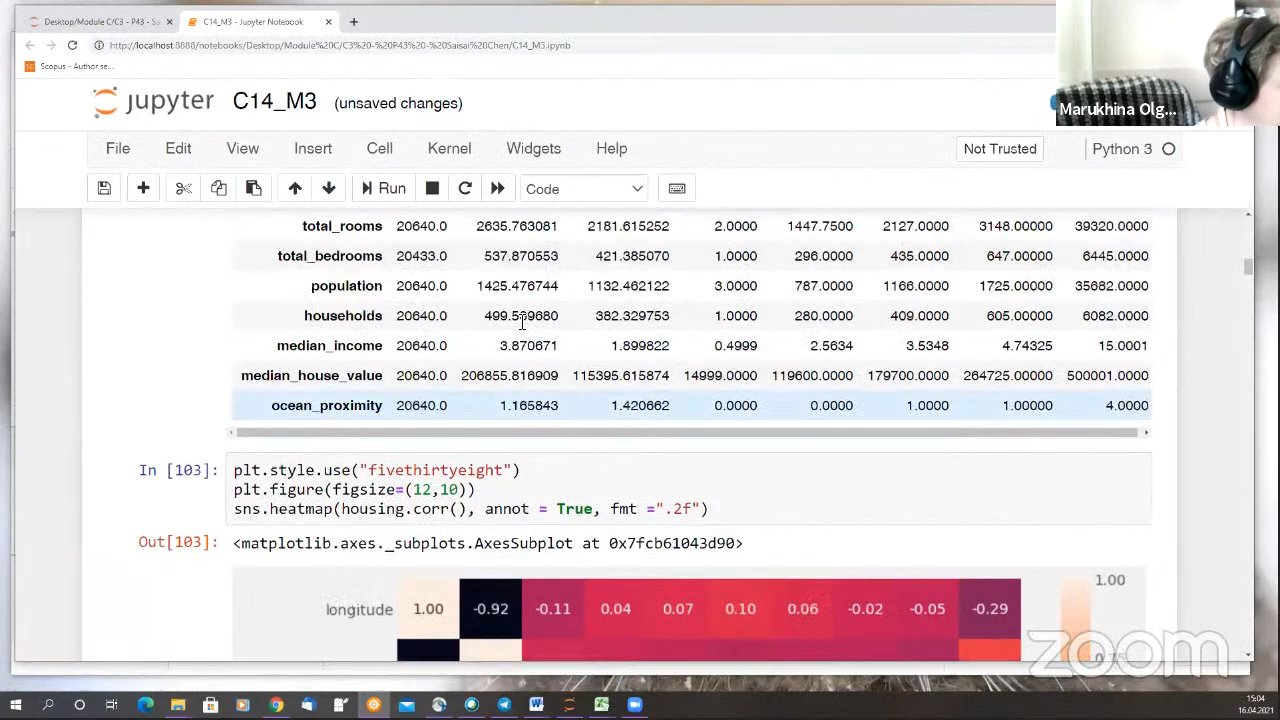 Desktop/Module C/C3 - P43 - Sa
C14_M3 - Jupyter Notebook
http://localhost:8888/notebooks/Desktop/Module%20C/C3%20-%20P43%20-%20Saisai%20Chen/C14_M3.ipynb
Scopus - Author se...
Marukhina Olg...
jupyter C14_M3 (unsaved changes)
File Edit View Insert Cell Kernel Widgets Help Not Trusted Python 3
Run Code
total_rooms 20640.0 2635.763081 2181.615252 2.0000 1447.7500 2127.0000 3148.00000 39320.0000
total_bedrooms 20433.0 537.870553 421.385070 1.0000 296.0000 435.0000 647.00000 6445.0000
population 20640.0 1425.476744 1132.462122 3.0000 787.0000 1166.0000 1725.00000 35682.0000
households 20640.0 499.539680 382.329753 1.0000 280.0000 409.0000 605.00000 6082.0000
median_income 20640.0 3.870671 1.899822 0.4999 2.5634 3.5348 4.74325 15.0001
median_house_value 20640.0 206855.816909 115395.615874 14999.0000 119600.0000 179700.0000 264725.00000 500001.0000
ocean_proximity 20640.0 1.165843 1.420662 0.0000 0.0000 1.0000 1.00000 4.0000
In [103]: plt.style.use("fivethirtyeight")
plt.figure(figsize=(12,10))
sns.heatmap(housing.corr(), annot = True, fmt =".2f")
Out[103]: <matplotlib.axes._subplots.AxesSubplot at 0x7fcb61043d90>
1.00
longitude 1.00 -0.92 -0.11 0.04 0.07 0.10 0.06 -0.02 -0.05 -0.29
zoom
15:04
16.04.2021